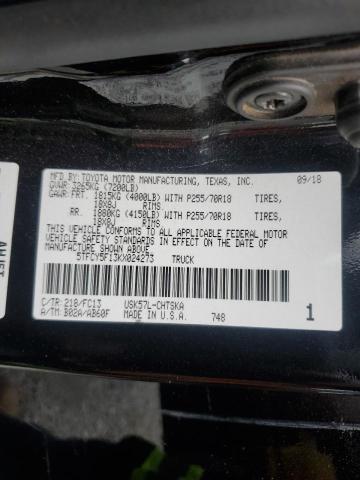 MFD.BY:TOYOTA MOTOR MANUFACTURING, TEXAS, INC. 09/18
GVWR:3265KG (7200LB)
GAWR:FRT. 1815KG (4000LB) WITH P255/70R18 TIRES,
18X8J RIMS.
RR. 1880KG (4150LB) WITH P255/70R18 TIRES,
18X8J RIMS.
THIS VEHICLE CONFORMS TO ALL APPLICABLE FEDERAL MOTOR
VEHICLE SAFETY STANDARDS IN EFFECT ON THE DATE OF
MANUFACTURE SHOWN ABOVE.
5TFCY5F13KX024273 TRUCK
C/TR:218/FC13 USK57L-CHTSKA
A/TM:B02A/AB60F MADE IN U.S.A. 748 1